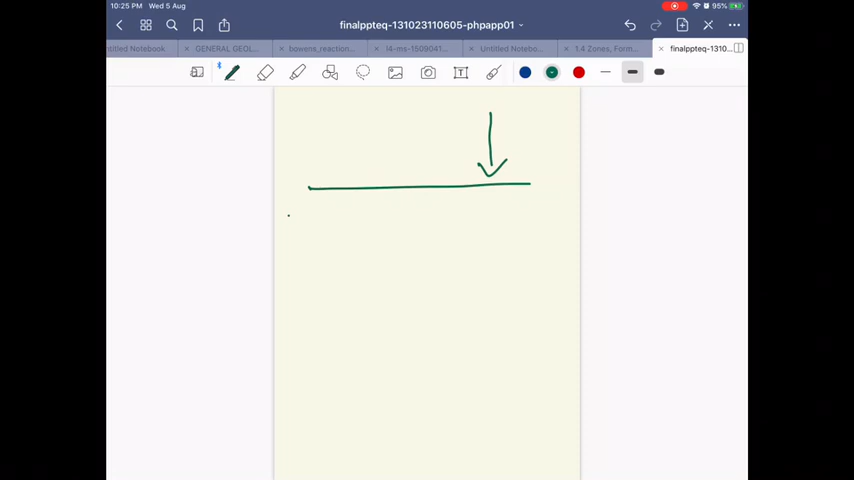 10:25 PM Wed 5 Aug
95%
finalppteq-131023110605-phpapp01
ntitled Notebook
GENERAL GEOL...
bowens_reaction...
l4-ms-1509041...
Untitled Notebo...
1.4 Zones, Form...
finalppteq-1310...
T